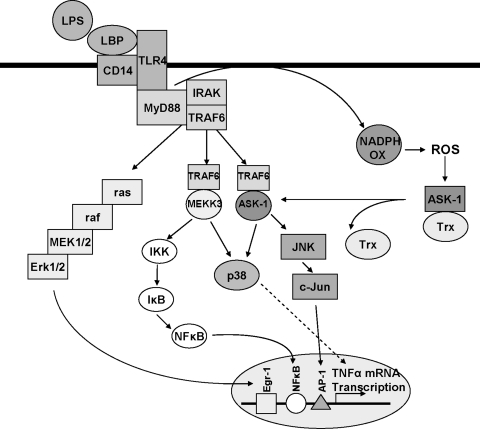 LPS
LBP
TLR4
CD14
MyD88
IRAK
TRAF6
NADPH
OX
ROS
TRAF6
MEKK3
TRAF6
ASK-1
ASK-1
Trx
Trx
ras
raf
MEK1/2
Erk1/2
IKK
IκB
NFκB
p38
JNK
c-Jun
Egr-1
NFκB
AP-1
TNFα mRNA
Transcription